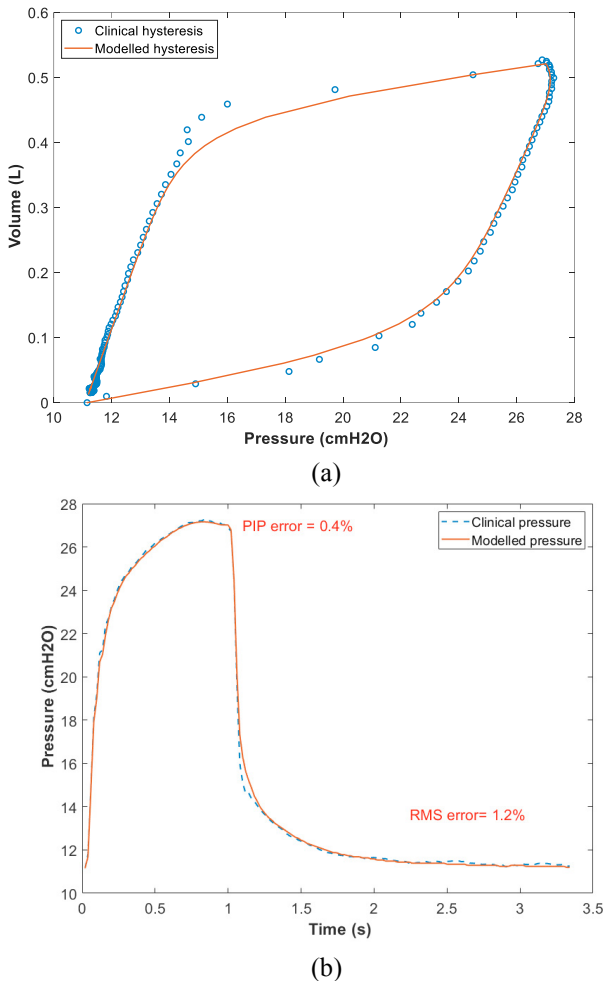 0.6
Clinical hysteresis
Modelled hysteresis
0.5
0.4
Volume (L)
0.3
0.2
0.1
0
10 12 14 16 18 20 22 24 26 28
Pressure (cmH2O)
(a)
28
PIP error = 0.4%
Clinical pressure
Modelled pressure
26
24
22
Pressure (cmH2O)
20
18
16
14
RMS error= 1.2%
12
10
0 0.5 1 1.5 2 2.5 3 3.5
Time (s)
(b)